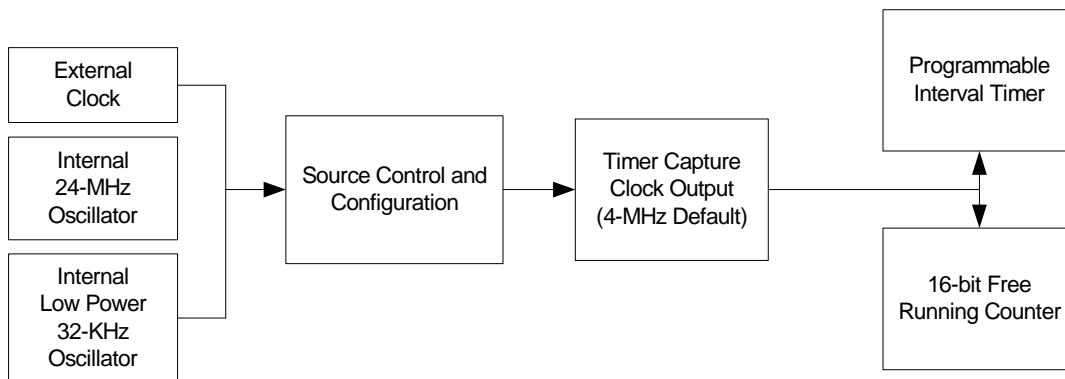 External
Clock
Internal
24-MHz
Oscillator
Internal
Low Power
32-KHz
Oscillator
Source Control and
Configuration
Timer Capture
Clock Output
(4-MHz Default)
Programmable
Interval Timer
16-bit Free
Running Counter